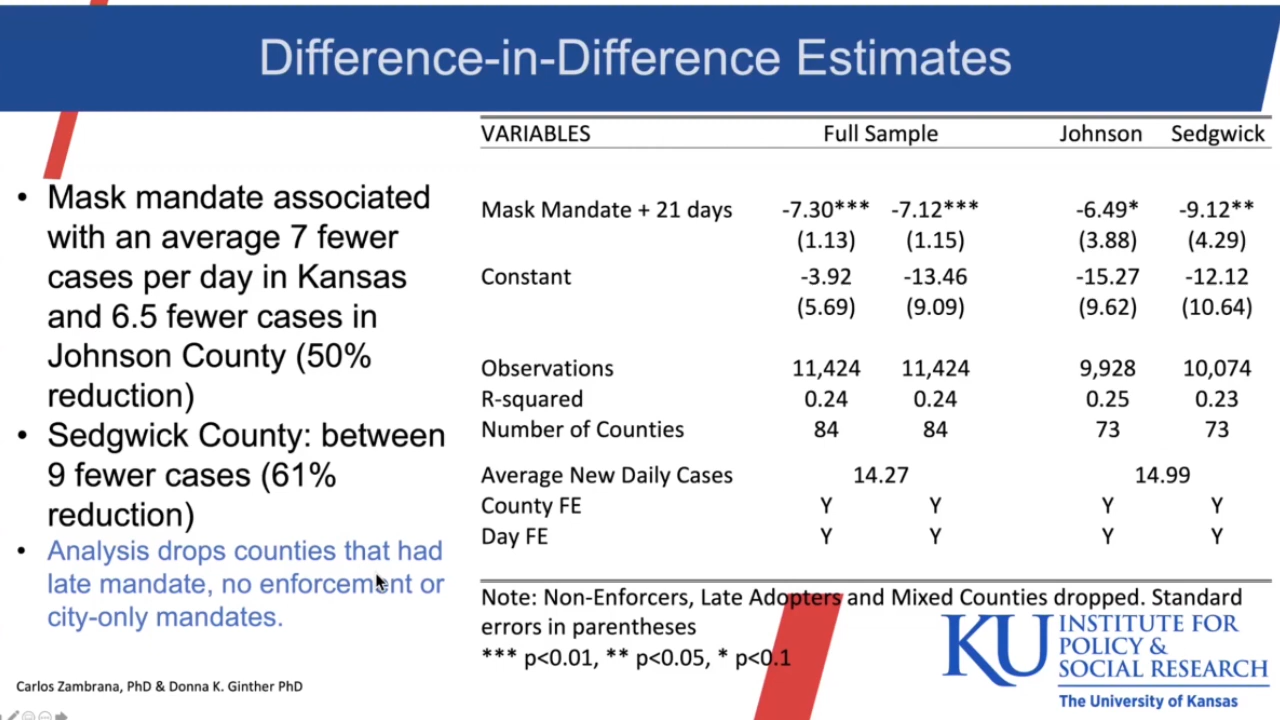 Difference-in-Difference Estimates
• Mask mandate associated
with an average 7 fewer
cases per day in Kansas
and 6.5 fewer cases in
Johnson County (50%
reduction)
• Sedgwick County: between
9 fewer cases (61%
reduction)
• Analysis drops counties that had
late mandate, no enforcement or
city-only mandates.
Carlos Zambrana, PhD & Donna K. Ginther PhD
VARIABLES Full Sample Johnson Sedgwick
Mask Mandate + 21 days -7.30*** -7.12*** -6.49* -9.12**
(1.13) (1.15) (3.88) (4.29)
Constant -3.92 -13.46 -15.27 -12.12
(5.69) (9.09) (9.62) (10.64)
Observations 11,424 11,424 9,928 10,074
R-squared 0.24 0.24 0.25 0.23
Number of Counties 84 84 73 73
Average New Daily Cases 14.27 14.99
County FE Y Y Y Y
Day FE Y Y Y Y
Note: Non-Enforcers, Late Adopters and Mixed Counties dropped. Standard
errors in parentheses
*** p<0.01, ** p<0.05, * p<0.1
KU
INSTITUTE FOR
POLICY &
SOCIAL RESEARCH
The University of Kansas